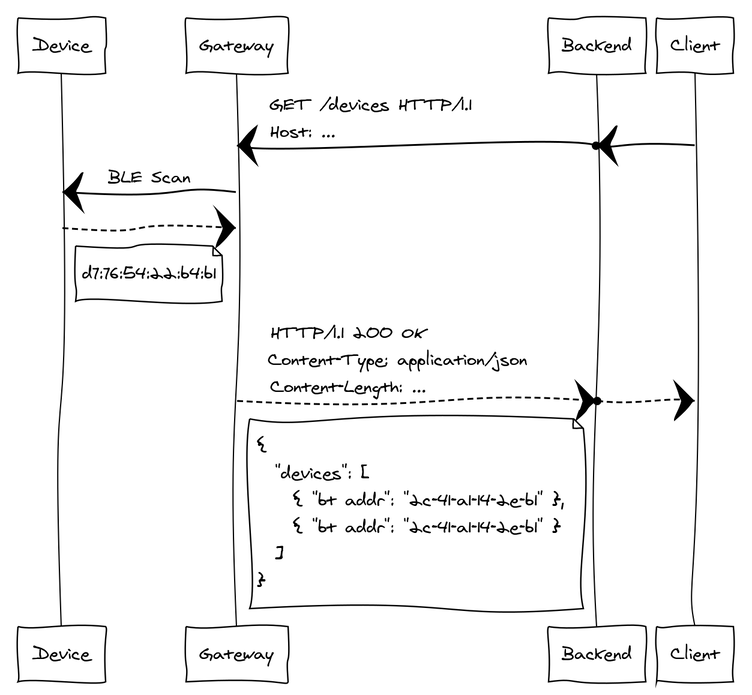 Device
Gateway
Backend
Client
GET /devices HTTP/1.1
Host: ...
BLE Scan
d7:76:54:22:b4:b1
HTTP/1.1 200 OK
Content-Type: application/json
Content-Length: ...
{
"devices": [
{ "bt addr": "2c-41-a1-14-2e-b1" },
{ "bt addr": "2c-41-a1-14-2e-b1" }
]
}
Device
Gateway
Backend
Client